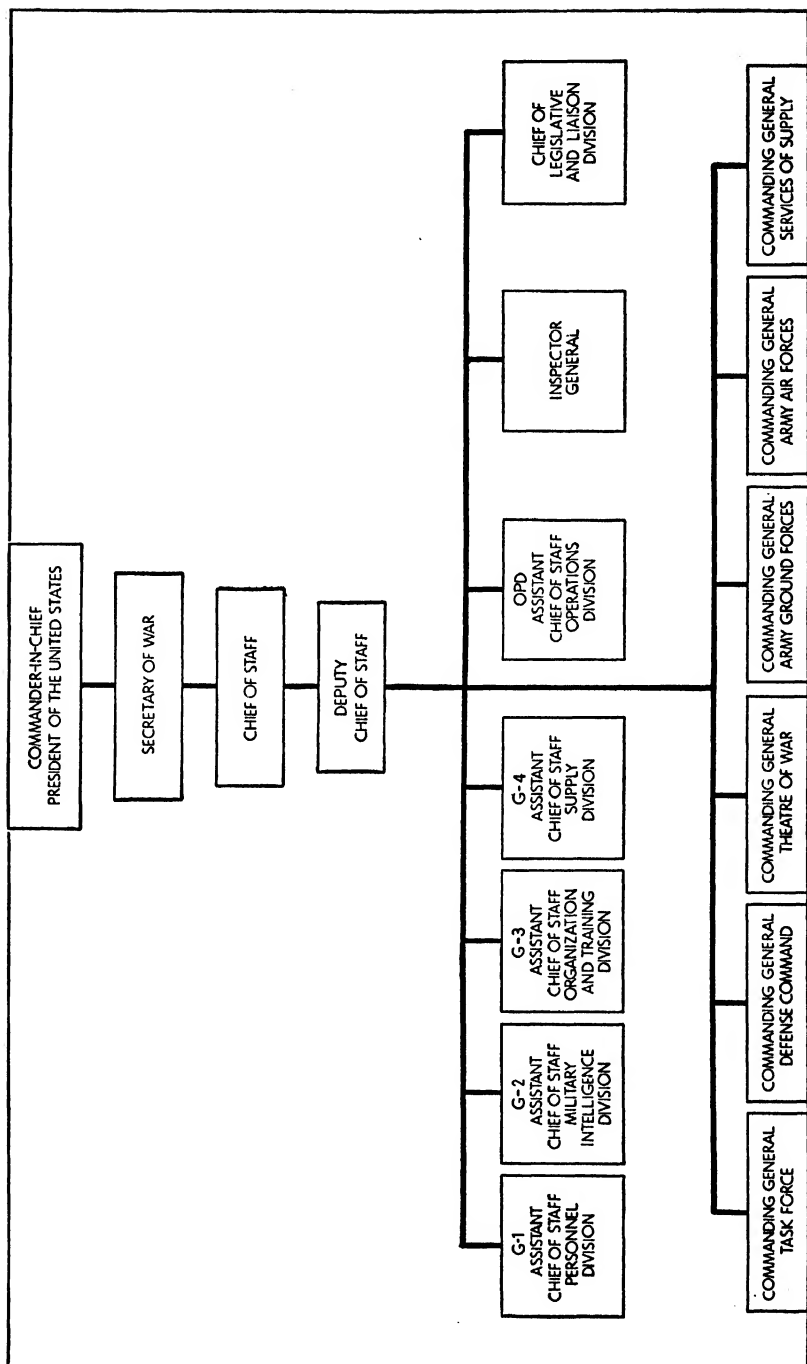 COMMANDER-IN-CHIEF
PRESIDENT OF THE UNITED STATES
SECRETARY OF WAR
CHIEF OF STAFF
DEPUTY
CHIEF OF STAFF
G-1
ASSISTANT
CHIEF OF STAFF
PERSONNEL
DIVISION
G-2
ASSISTANT
CHIEF OF STAFF
MILITARY
INTELLIGENCE
DIVISION
G-3
ASSISTANT
CHIEF OF STAFF
ORGANIZATION
AND TRAINING
DIVISION
G-4
ASSISTANT
CHIEF OF STAFF
SUPPLY
DIVISION
OPD
ASSISTANT
CHIEF OF STAFF
OPERATIONS
DIVISION
INSPECTOR
GENERAL
CHIEF OF
LEGISLATIVE
AND LIAISON
DIVISION
COMMANDING GENERAL
TASK FORCE
COMMANDING GENERAL
DEFENSE COMMAND
COMMANDING GENERAL
THEATRE OF WAR
COMMANDING GENERAL
ARMY GROUND FORCES
COMMANDING GENERAL
ARMY AIR FORCES
COMMANDING GENERAL
SERVICES OF SUPPLY